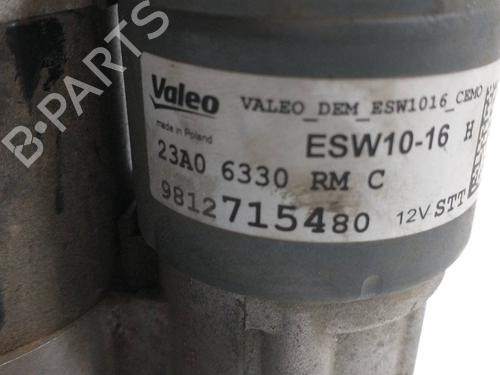 B-PARTS
Valeo
made in Poland
VALEO_DEM_ESW1016_CEMO
ESW10-16 H
23A0 6330 RM C
9812715480
12V STT